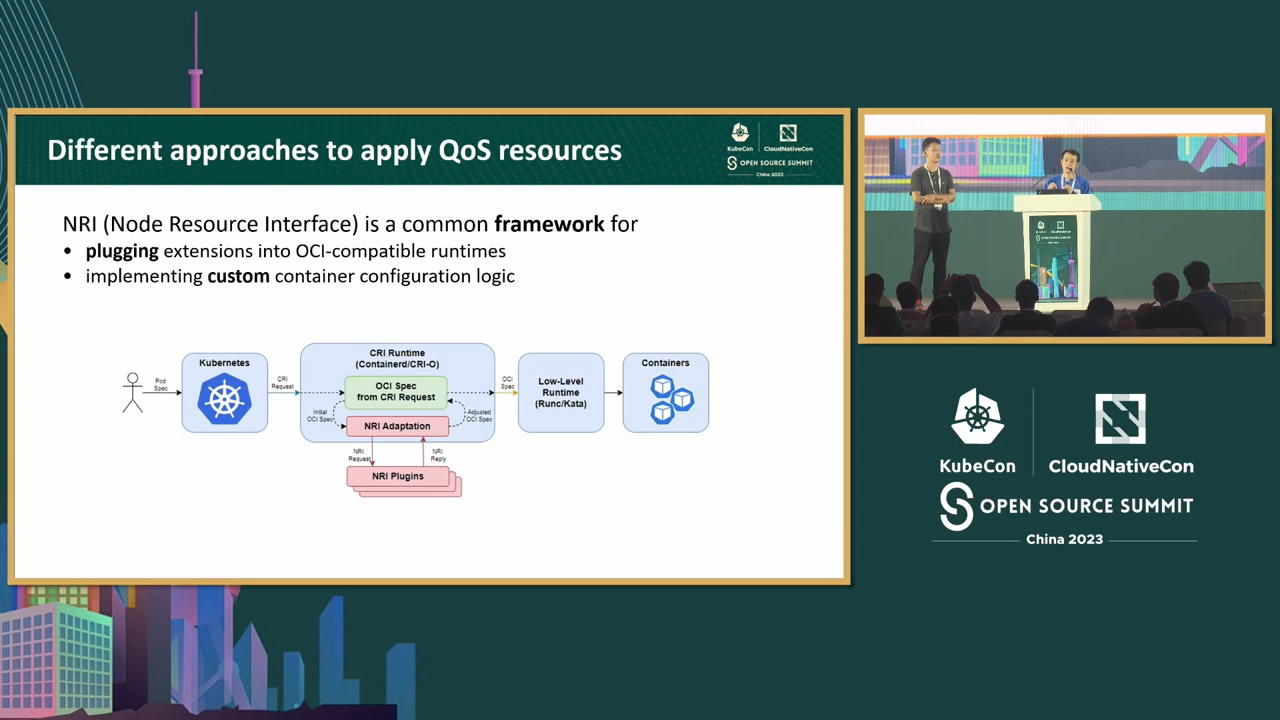 Different approaches to apply QoS resources
KubeCon
CloudNativeCon
OPEN SOURCE SUMMIT
China 2023
NRI (Node Resource Interface) is a common framework for
• plugging extensions into OCI-compatible runtimes
• implementing custom container configuration logic
Pod
Spec
Kubernetes
CRI
Request
CRI Runtime
(Containerd/CRI-O)
OCI Spec
from CRI Request
Initial
OCI Spec
Adjusted
OCI Spec
NRI Adaptation
NRI
Request
NRI
Reply
NRI Plugins
OCI
Spec
Low-Level
Runtime
(Runc/Kata)
Containers
KubeCon
CloudNativeCon
OPEN SOURCE SUMMIT
China 2023